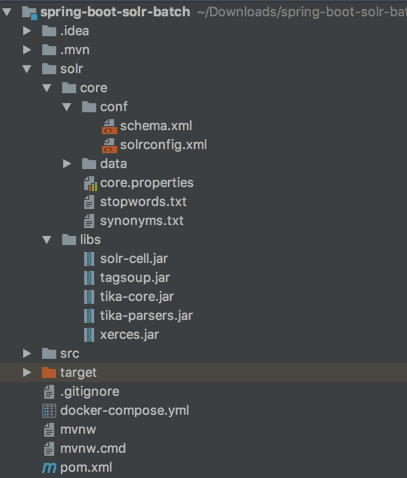 spring-boot-solr-batch ~/Downloads/spring-boot-solr-bat
.idea
.mvn
solr
core
conf
schema.xml
solrconfig.xml
data
core.properties
stopwords.txt
synonyms.txt
libs
solr-cell.jar
tagsoup.jar
tika-core.jar
tika-parsers.jar
xerces.jar
src
target
.gitignore
docker-compose.yml
mvnw
mvnw.cmd
pom.xml